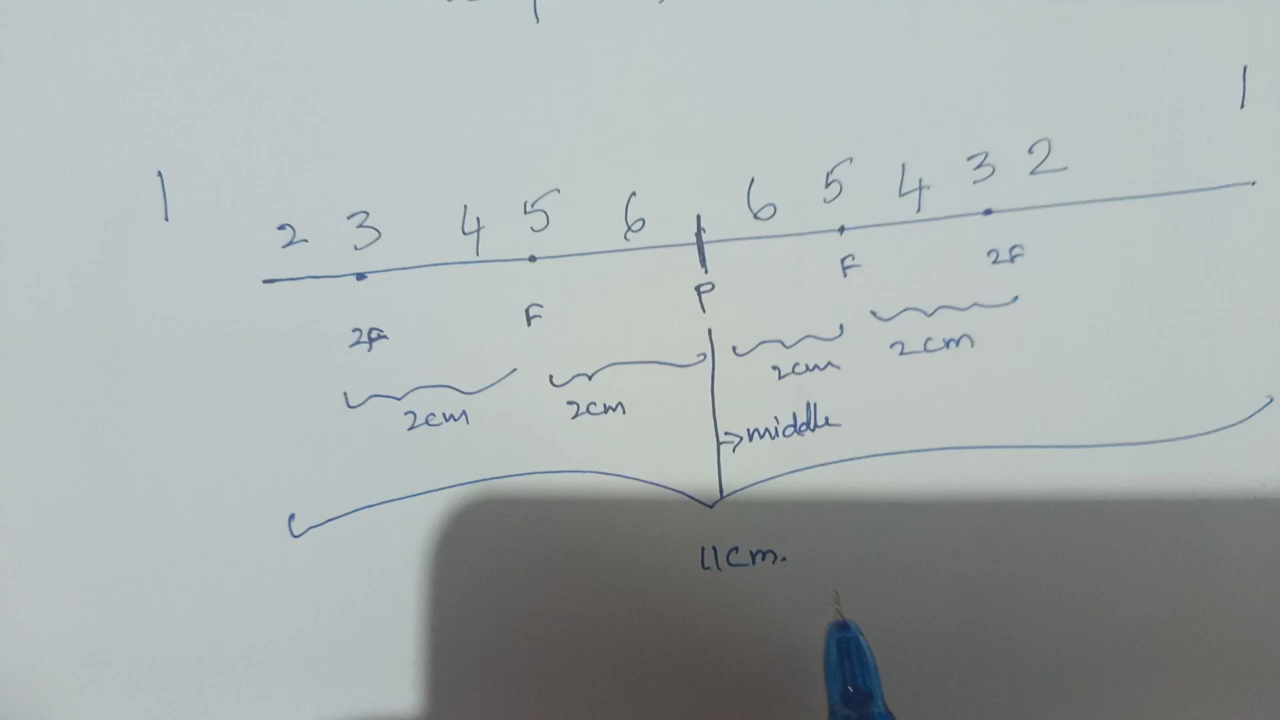 1
1 2 3 4 5 6 6 5 4 3 2
2F F P F 2F
2cm 2cm 2cm 2cm
→middle
11cm.